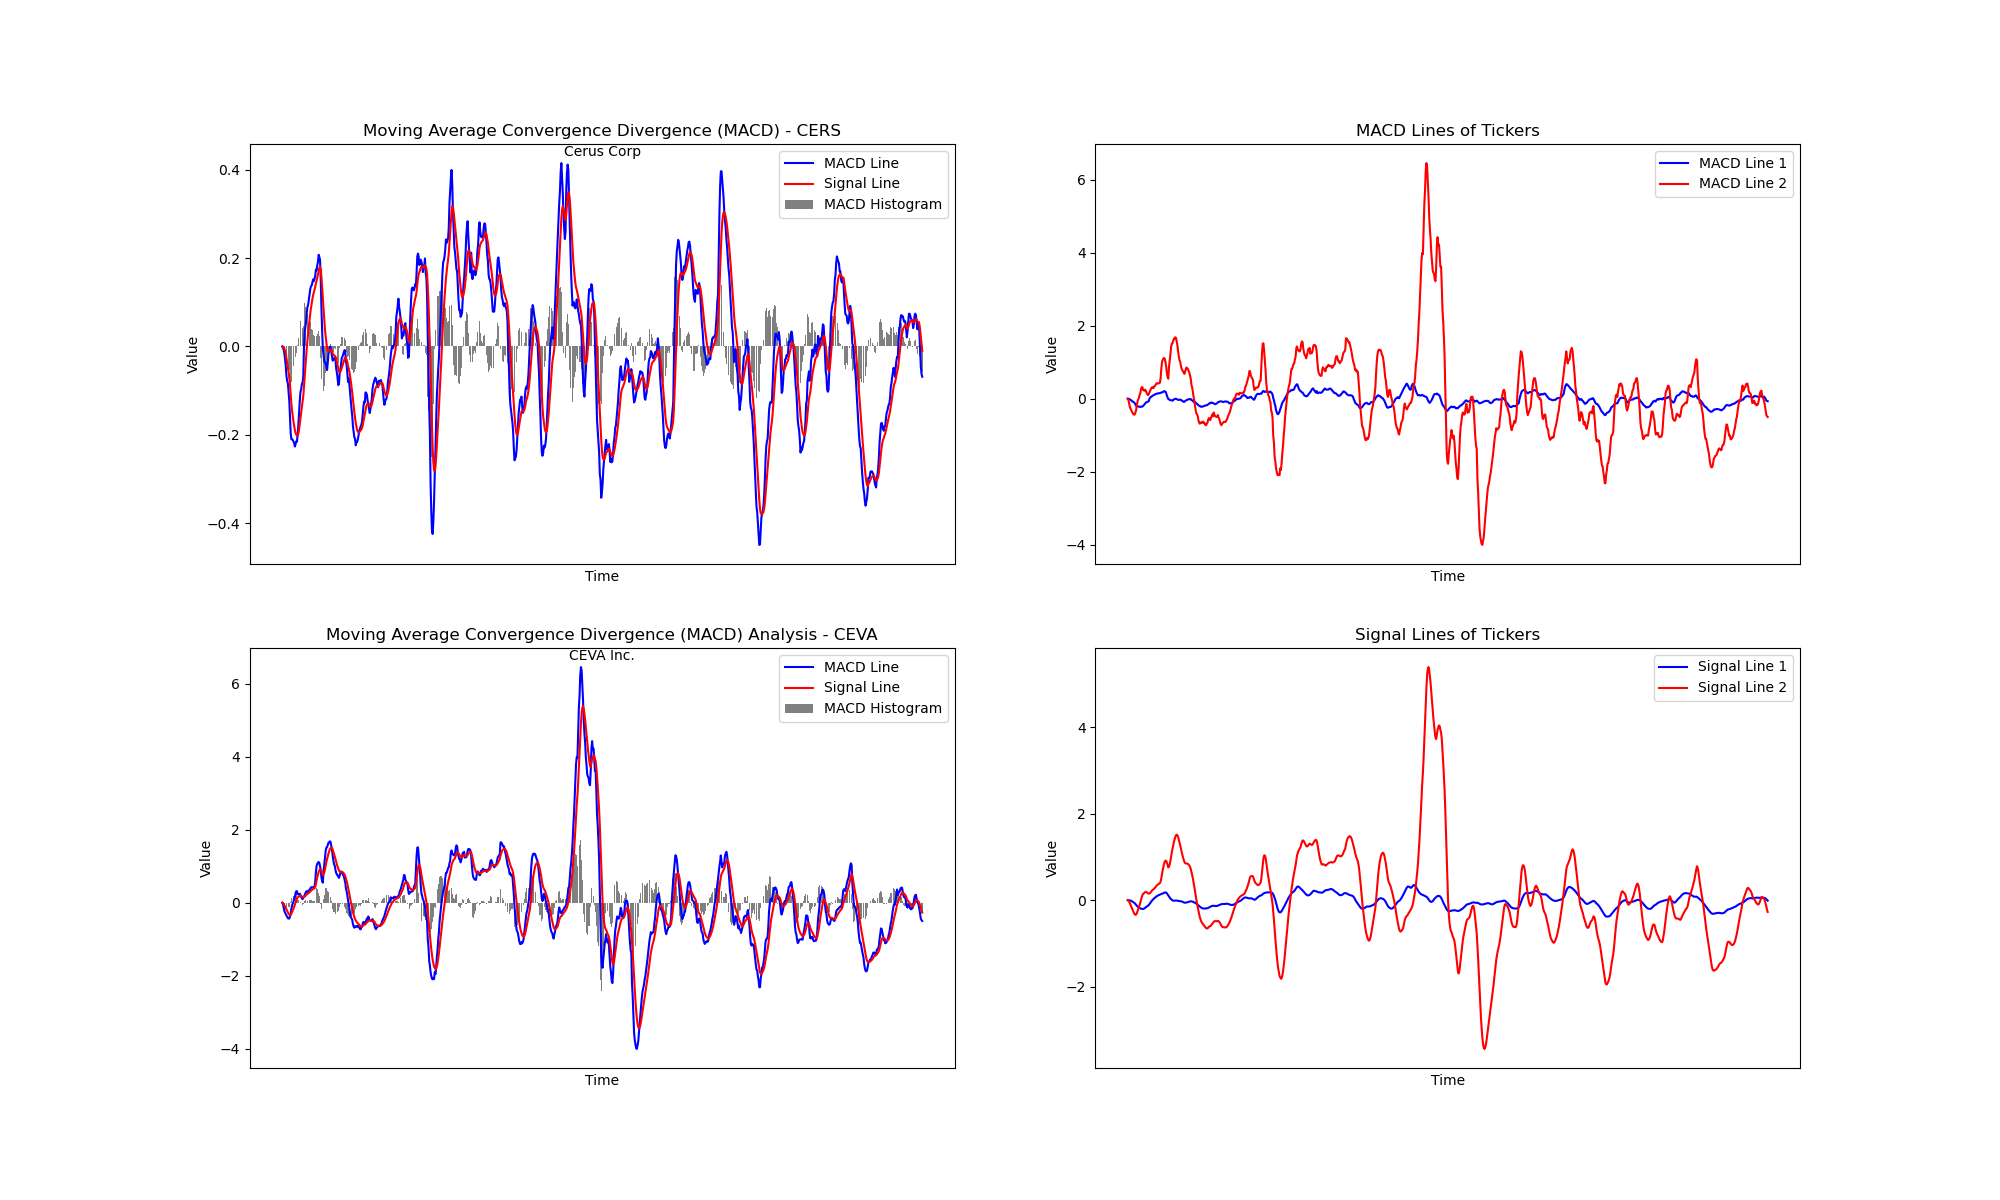 Moving Average Convergence Divergence (MACD) - CERS
Cerus Corp
MACD Line
Signal Line
MACD Histogram
0.4
0.2
0.0
−0.2
−0.4
Value
Time
MACD Lines of Tickers
MACD Line 1
MACD Line 2
6
4
2
0
−2
−4
Value
Time
Moving Average Convergence Divergence (MACD) Analysis - CEVA
CEVA Inc.
MACD Line
Signal Line
MACD Histogram
6
4
2
0
−2
−4
Value
Time
Signal Lines of Tickers
Signal Line 1
Signal Line 2
4
2
0
−2
Value
Time